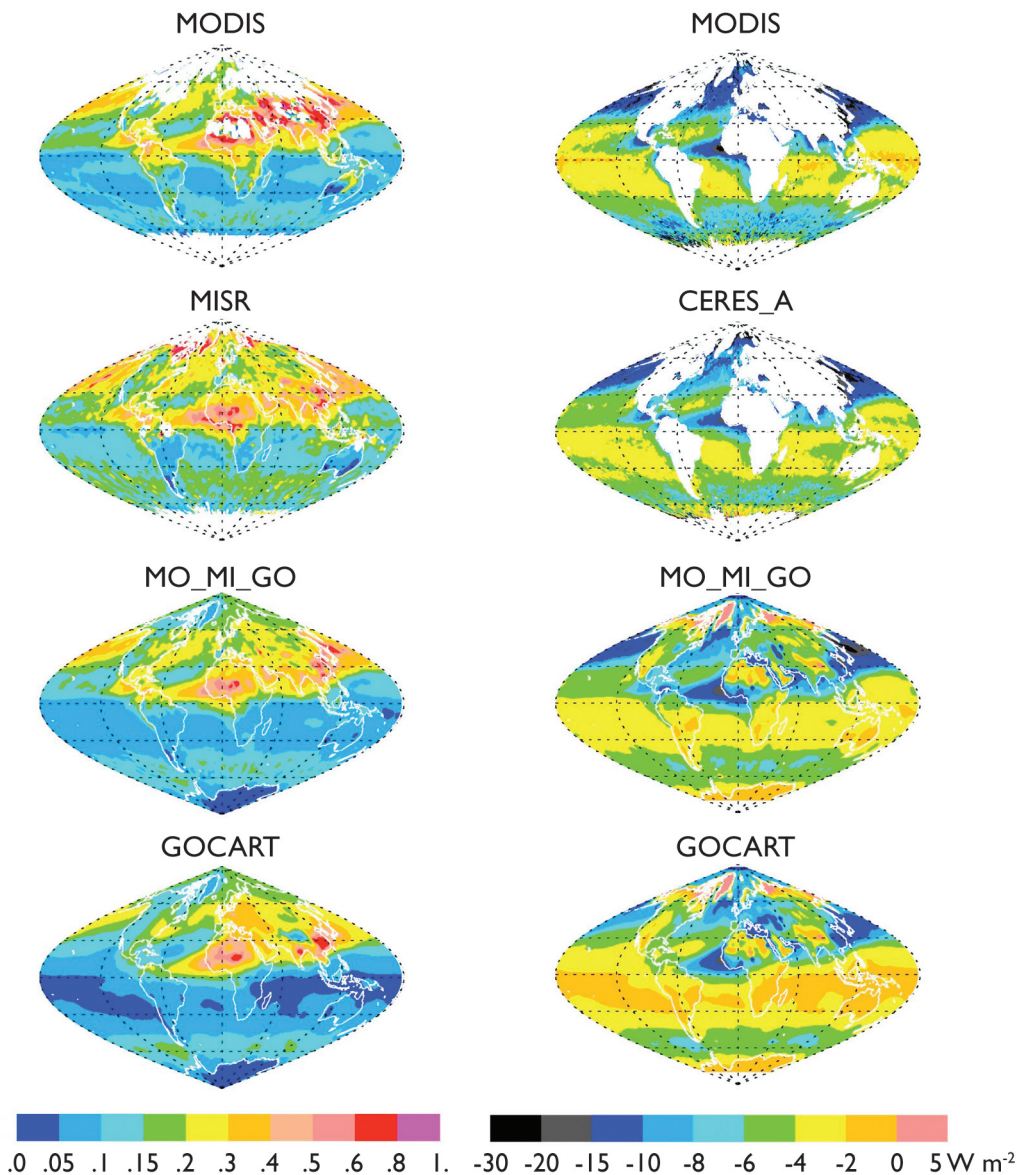 MODIS
MODIS
MISR
CERES_A
MO_MI_GO
MO_MI_GO
GOCART
GOCART
.0 .05 .1 .15 .2 .3 .4 .5 .6 .8 1.
-30 -20 -15 -10 -8 -6 -4 -2 0 5 W m-2